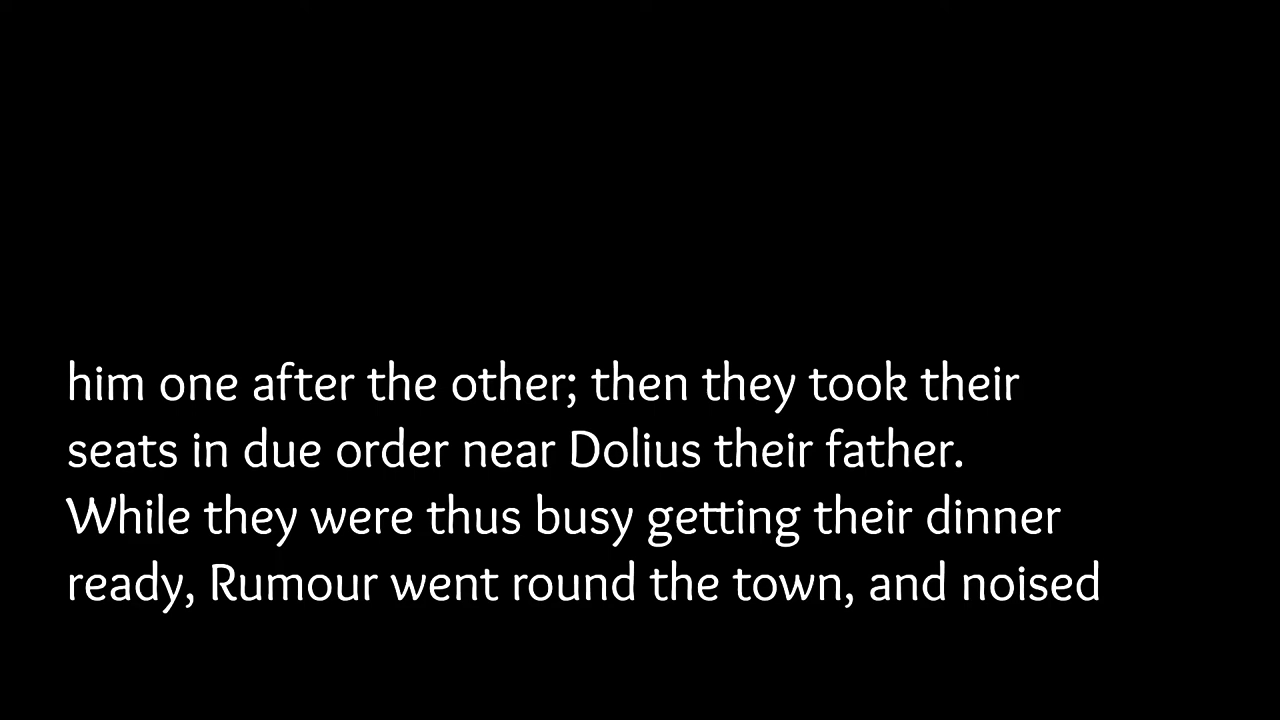 him one after the other; then they took their
seats in due order near Dolius their father.
While they were thus busy getting their dinner
ready, Rumour went round the town, and noised